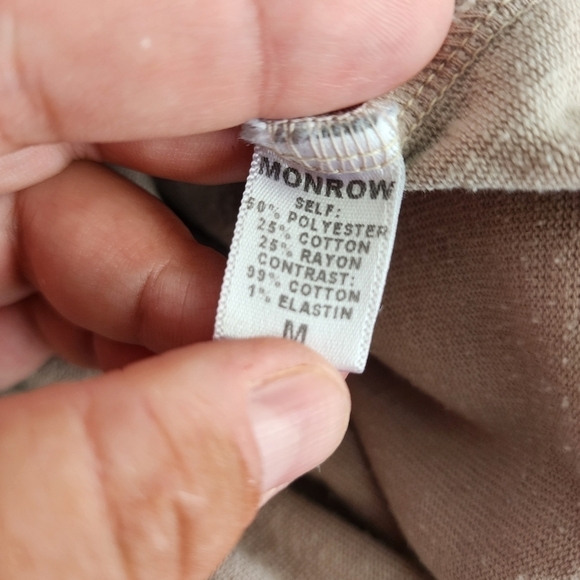 MONROW
SELF:
50% POLYESTER
25% COTTON
25% RAYON
CONTRAST:
99% COTTON
1% ELASTIN
M